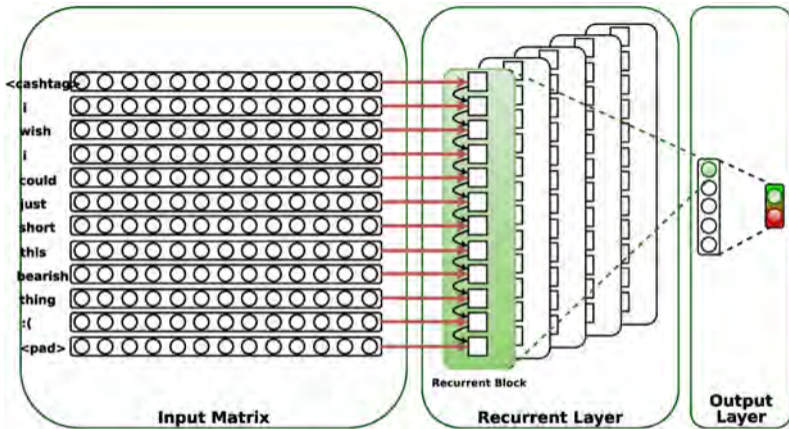 <cashtag>
i
wish
i
could
just
short
this
bearish
thing
:(
<pad>
Recurrent Block
Input Matrix
Recurrent Layer
Output
Layer